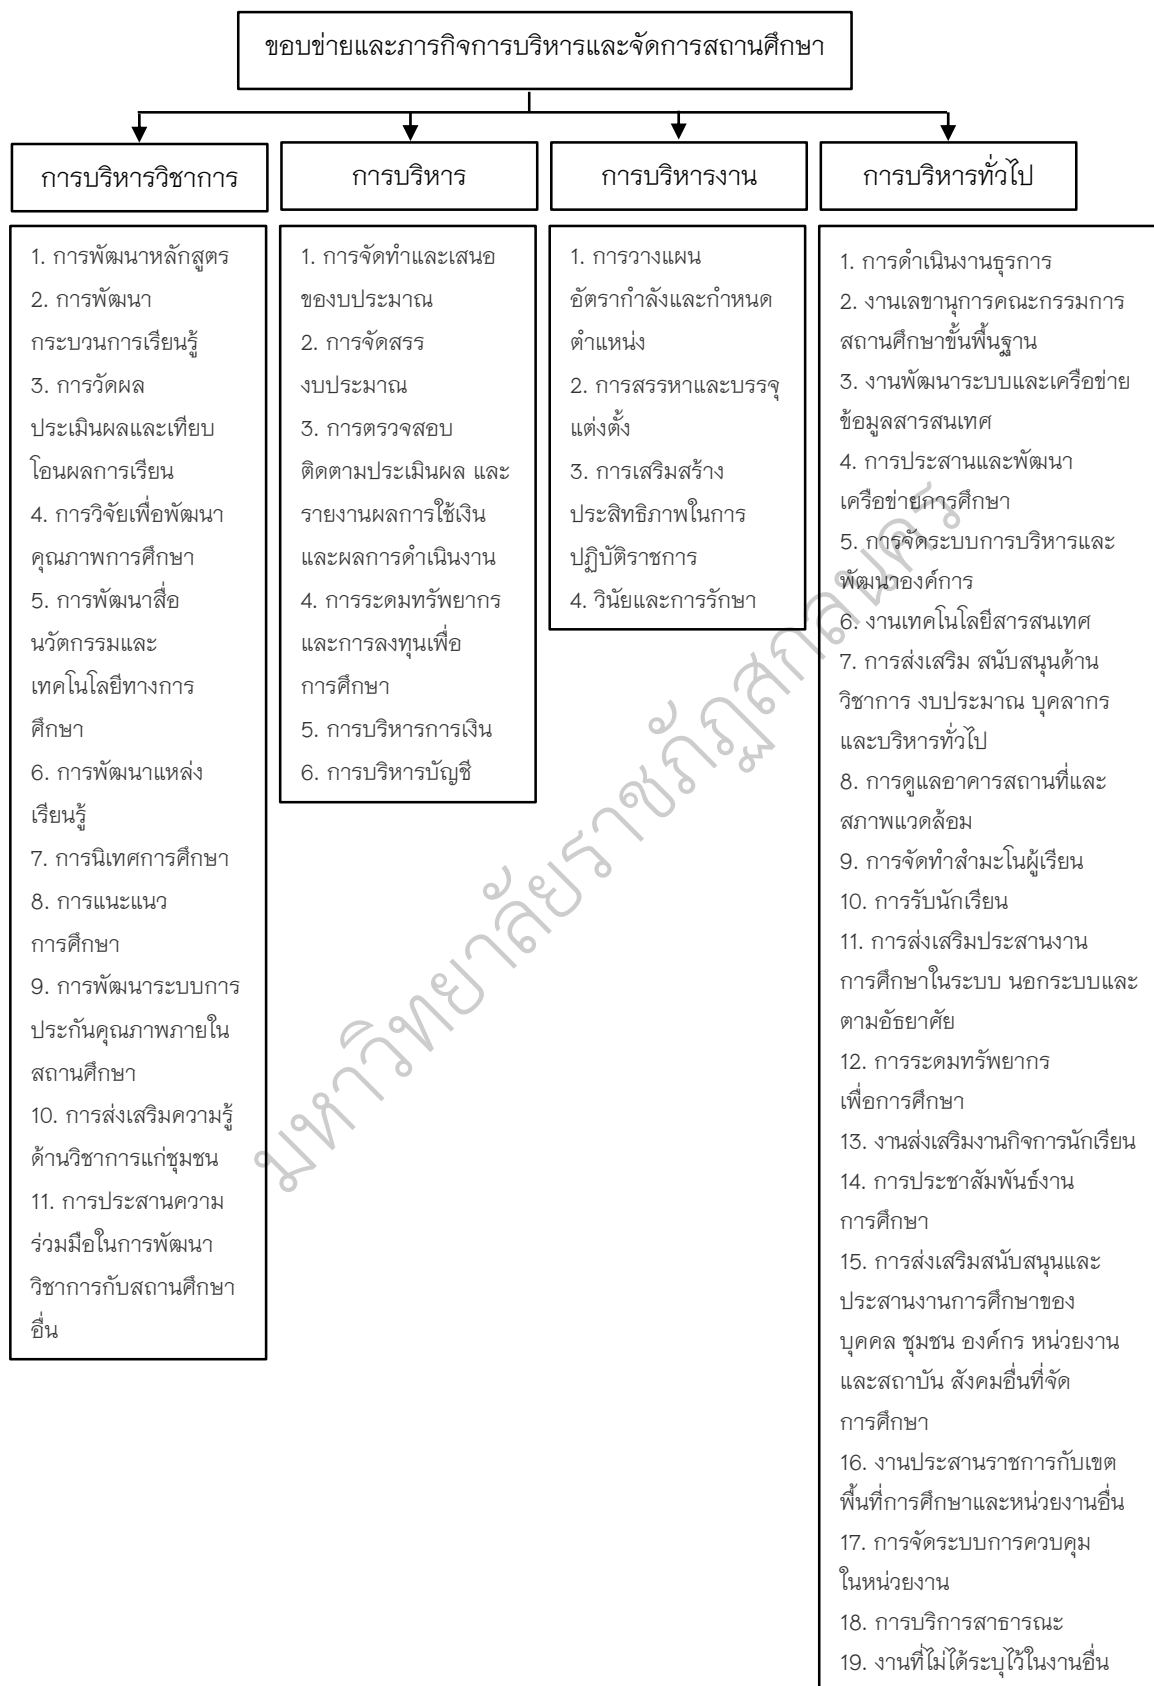 ขอบข่ายและภารกิจการบริหารและจัดการสถานศึกษา
การบริหารวิชาการ
1. การพัฒนาหลักสูตร
2. การพัฒนา
กระบวนการเรียนรู้
3. การวัดผล
ประเมินผลและเทียบ
โอนผลการเรียน
4. การวิจัยเพื่อพัฒนา
คุณภาพการศึกษา
5. การพัฒนาสื่อ
นวัตกรรมและ
เทคโนโลยีทางการ
ศึกษา
6. การพัฒนาแหล่ง
เรียนรู้
7. การนิเทศการศึกษา
8. การแนะแนว
การศึกษา
9. การพัฒนาระบบการ
ประกันคุณภาพภายใน
สถานศึกษา
10. การส่งเสริมความรู้
ด้านวิชาการแก่ชุมชน
11. การประสานความ
ร่วมมือในการพัฒนา
วิชาการกับสถานศึกษา
อื่น
การบริหาร
1. การจัดทำและเสนอ
ของบประมาณ
2. การจัดสรร
งบประมาณ
3. การตรวจสอบ
ติดตามประเมินผล และ
รายงานผลการใช้เงิน
และผลการดำเนินงาน
4. การระดมทรัพยากร
และการลงทุนเพื่อ
การศึกษา
5. การบริหารการเงิน
6. การบริหารบัญชี
การบริหารงาน
1. การวางแผน
อัตรากำลังและกำหนด
ตำแหน่ง
2. การสรรหาและบรรจุ
แต่งตั้ง
3. การเสริมสร้าง
ประสิทธิภาพในการ
ปฏิบัติราชการ
4. วินัยและการรักษา
การบริหารทั่วไป
1. การดำเนินงานธุรการ
2. งานเลขานุการคณะกรรมการ
สถานศึกษาขั้นพื้นฐาน
3. งานพัฒนาระบบและเครือข่าย
ข้อมูลสารสนเทศ
4. การประสานและพัฒนา
เครือข่ายการศึกษา
5. การจัดระบบการบริหารและ
พัฒนาองค์การ
6. งานเทคโนโลยีสารสนเทศ
7. การส่งเสริม สนับสนุนด้าน
วิชาการ งบประมาณ บุคลากร
และบริหารทั่วไป
8. การดูแลอาคารสถานที่และ
สภาพแวดล้อม
9. การจัดทำสำมะโนผู้เรียน
10. การรับนักเรียน
11. การส่งเสริมประสานงาน
การศึกษาในระบบ นอกระบบและ
ตามอัธยาศัย
12. การระดมทรัพยากร
เพื่อการศึกษา
13. งานส่งเสริมงานกิจการนักเรียน
14. การประชาสัมพันธ์งาน
การศึกษา
15. การส่งเสริมสนับสนุนและ
ประสานงานการศึกษาของ
บุคคล ชุมชน องค์กร หน่วยงาน
และสถาบัน สังคมอื่นที่จัด
การศึกษา
16. งานประสานราชการกับเขต
พื้นที่การศึกษาและหน่วยงานอื่น
17. การจัดระบบการควบคุม
ในหน่วยงาน
18. การบริการสาธารณะ
19. งานที่ไม่ได้ระบุไว้ในงานอื่น
มหาวิทยาลัยราชภัฏสกลนคร